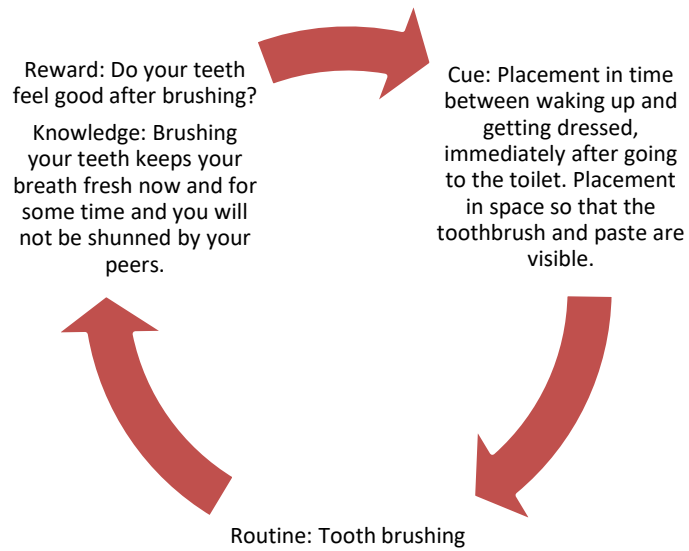 Reward: Do your teeth
feel good after brushing?
Knowledge: Brushing
your teeth keeps your
breath fresh now and for
some time and you will
not be shunned by your
peers.
Cue: Placement in time
between waking up and
getting dressed,
immediately after going
to the toilet. Placement
in space so that the
toothbrush and paste are
visible.
Routine: Tooth brushing